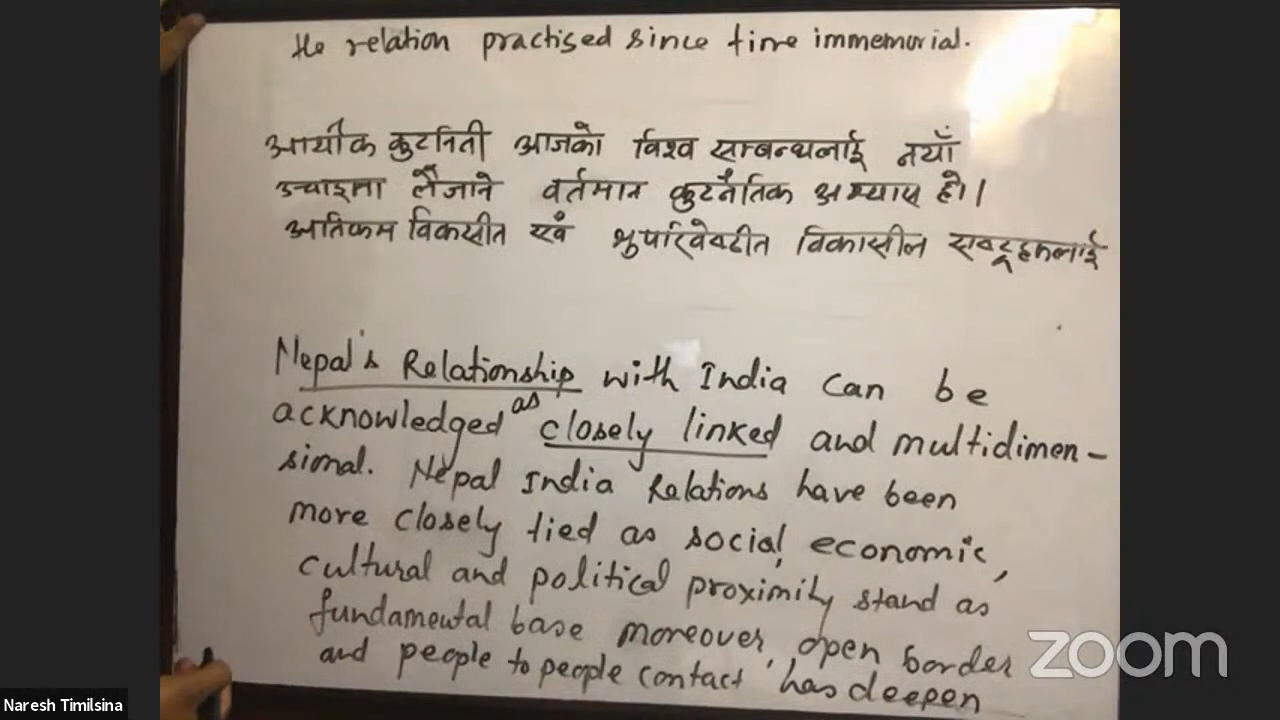 the relation practised since time immemorial.
आर्थीक कुटनिती आजको विश्व सम्बन्धलाई नयाँ
उचाइमा लैजाने वर्तमान कुटनैतिक अभ्यास हो।
अतिकम विकसीत एवं भुपरिवेष्ठीत विकासील
Nepal's Relationship with India can be
acknowledged as closely linked and multidimen-
sional. Nepal India Relations have been
more closely tied as social, economic,
cultural and political proximity stand as
fundamental base moreover, open border
and people to people contact has deepen
zoom
Naresh Timilsina